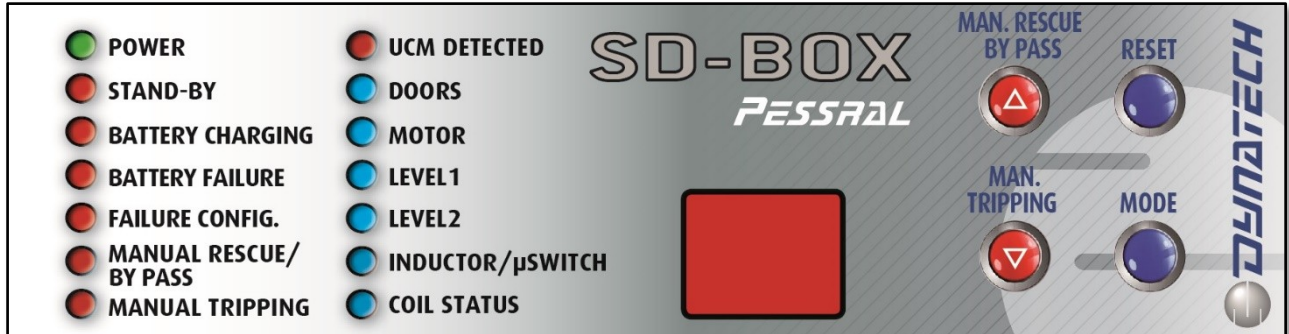 POWER
STAND-BY
BATTERY CHARGING
BATTERY FAILURE
FAILURE CONFIG.
MANUAL RESCUE/
BY PASS
MANUAL TRIPPING
UCM DETECTED
DOORS
MOTOR
LEVEL1
LEVEL2
INDUCTOR/µSWITCH
COIL STATUS
SD-BOX
PESSRAL
MAN. RESCUE
BY PASS
RESET
MAN.
TRIPPING
MODE
DYNATECH